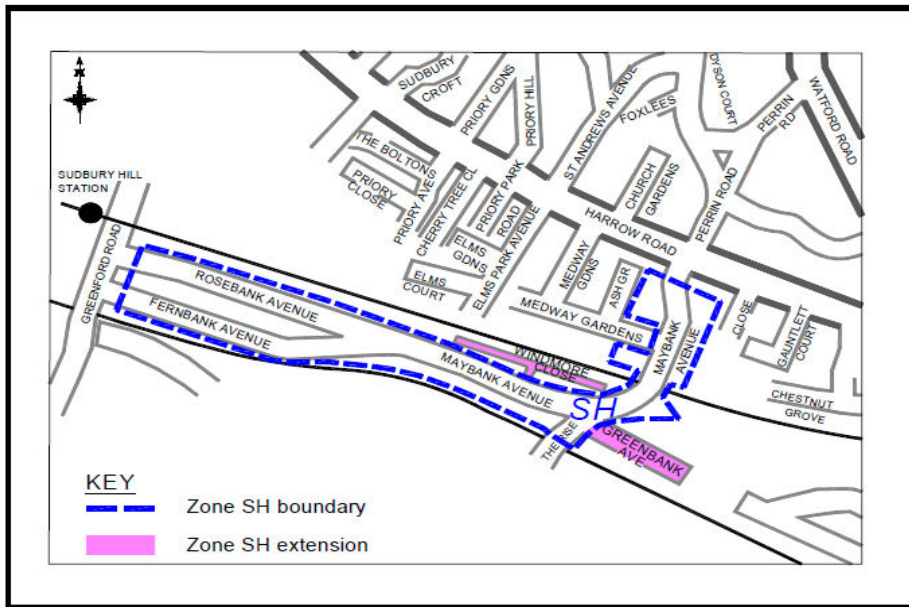 SUDBURY
CROFT
PRIORY GDNS
PRIORY HILL
ST ANDREWS AVENUE
FOXLEES
DYSON COURT
PERRIN
RD
WATFORD ROAD
THE BOLTONS
PRIORY
CLOSE
PRIORY AVE
CHERRY TREE CL
PRIORY PARK
ROAD
CHURCH
GARDENS
SUDBURY HILL
STATION
HARROW ROAD
PERRIN ROAD
ELMS
GDNS
ELMS PARK AVENUE
ELMS
COURT
MEDWAY
GDNS
ASH GR
MEDWAY GARDENS
GREENFORD ROAD
ROSEBANK AVENUE
FERNBANK AVENUE
MAYBANK AVENUE
WINDMORE
CLOSE
MAYBANK
AVENUE
CLOSE
GAUNTLETT
COURT
CHESTNUT
GROVE
SH
THE RISE
GREENBANK
AVE
KEY
Zone SH boundary
Zone SH extension